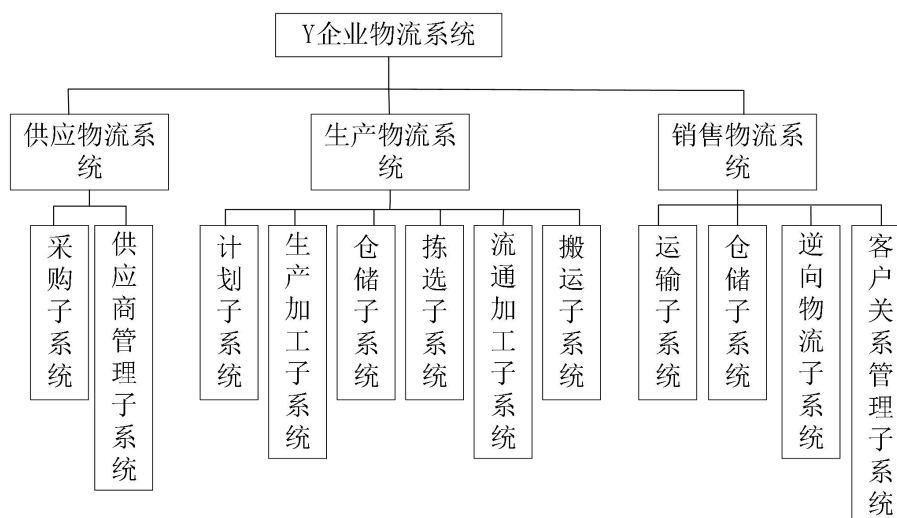 Y企业物流系统
供应物流系
统
生产物流系
统
销售物流系
统
采购子系统
供应商管理子系统
计划子系统
生产加工子系统
仓储子系统
拣选子系统
流通加工子系统
搬运子系统
运输子系统
仓储子系统
逆向物流子系统
客户关系管理子系统